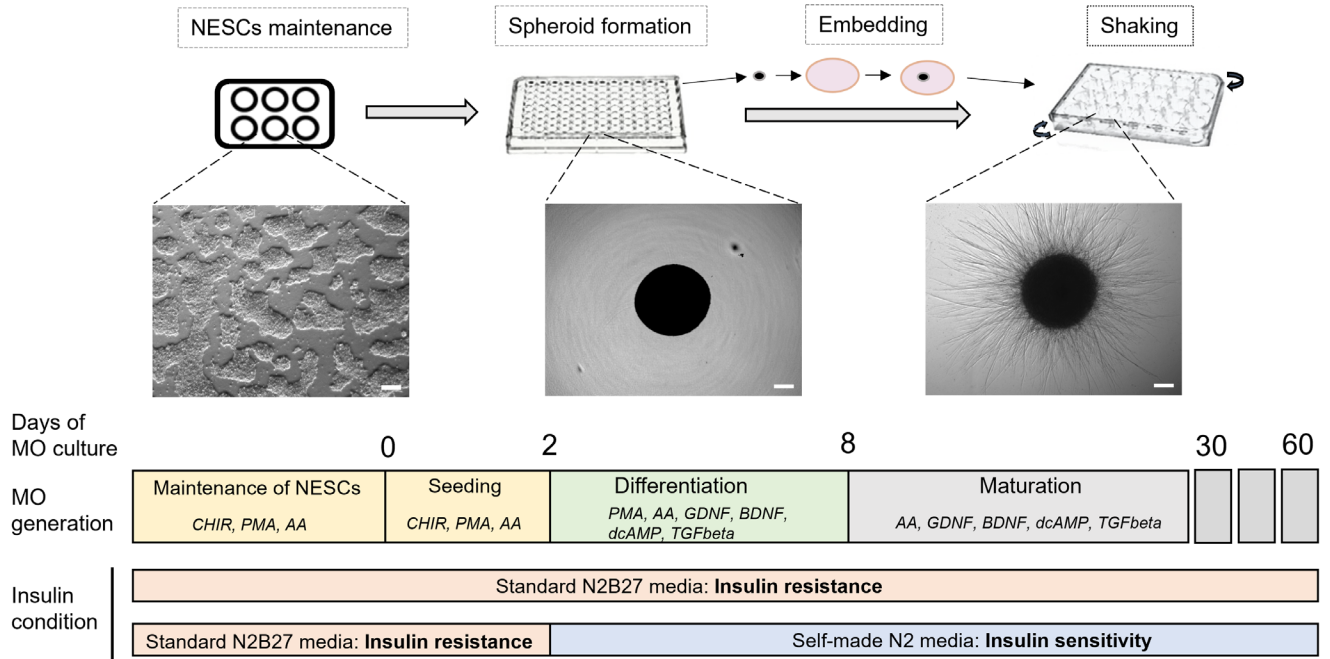 NESCs maintenance
Spheroid formation
Embedding
Shaking
Days of
MO culture
0
2
8
30
60
MO
generation
Maintenance of NESCs
CHIR, PMA, AA
Seeding
CHIR, PMA, AA
Differentiation
PMA, AA, GDNF, BDNF,
dcAMP, TGFbeta
Maturation
AA, GDNF, BDNF, dcAMP, TGFbeta
Insulin
condition
Standard N2B27 media: Insulin resistance
Standard N2B27 media: Insulin resistance
Self-made N2 media: Insulin sensitivity